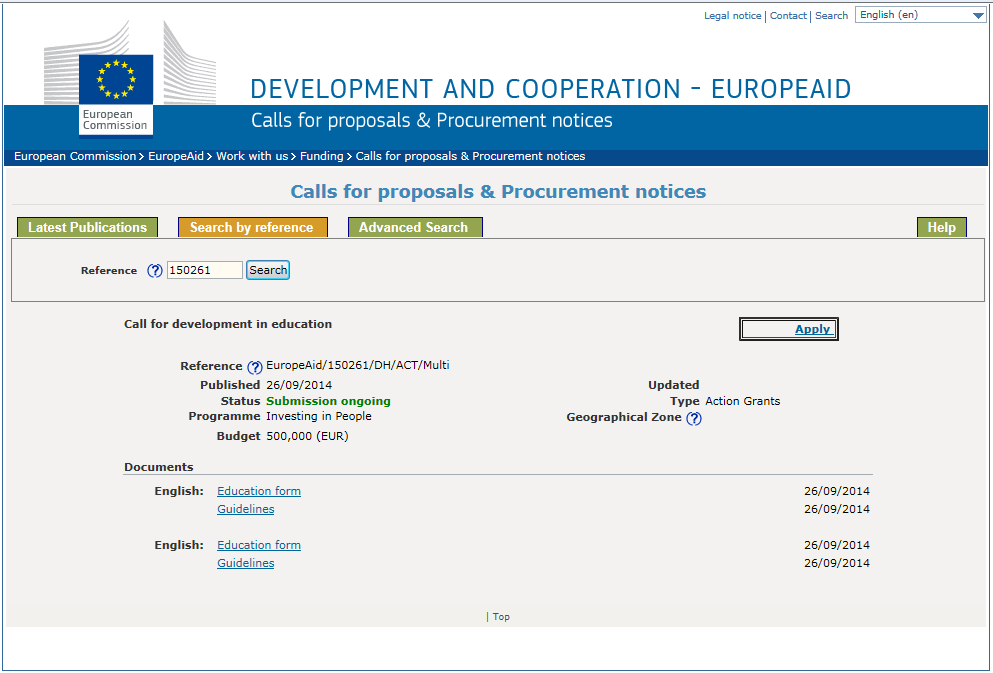 Legal notice | Contact | Search English (en)
European
Commission
DEVELOPMENT AND COOPERATION - EUROPEAID
Calls for proposals & Procurement notices
European Commission > EuropeAid > Work with us > Funding > Calls for proposals & Procurement notices
Calls for proposals & Procurement notices
Latest Publications Search by reference Advanced Search Help
Reference (?) 150261 Search
Call for development in education Apply
Reference (?) EuropeAid/150261/DH/ACT/Multi
Published 26/09/2014 Updated
Status Submission ongoing Type Action Grants
Programme Investing in People Geographical Zone (?)
Budget 500,000 (EUR)
Documents
English: Education form 26/09/2014
Guidelines 26/09/2014
English: Education form 26/09/2014
Guidelines 26/09/2014
| Top